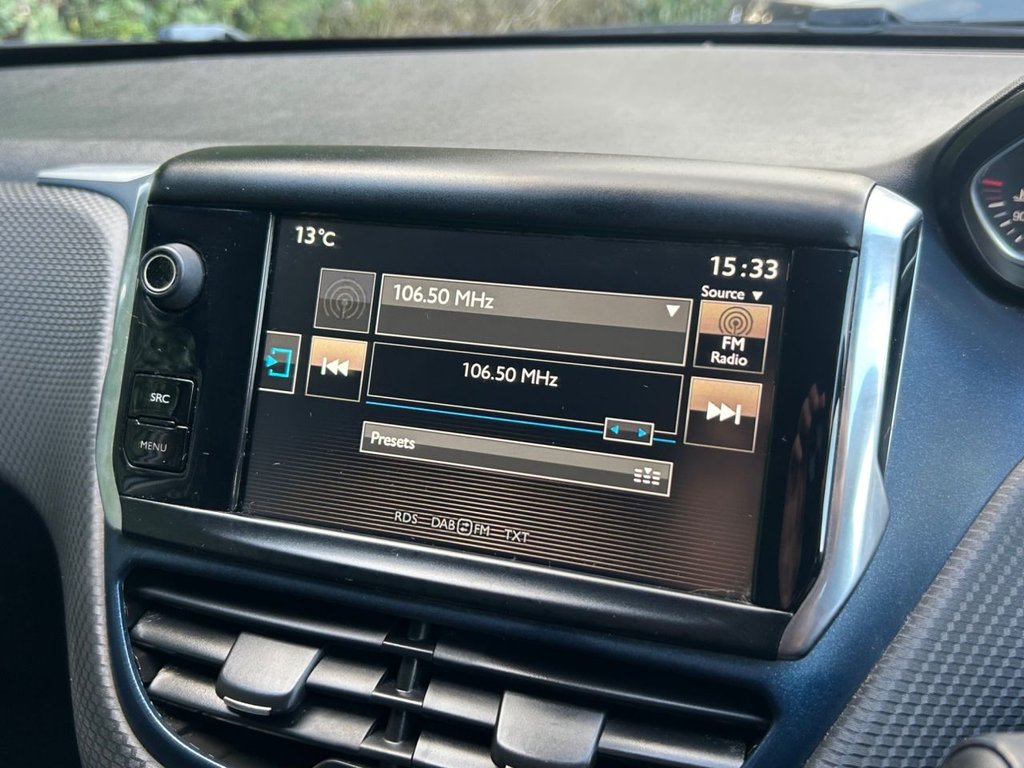 13°C
15:33
Source
106.50 MHz
FM
Radio
106.50 MHz
SRC
MENU
Presets
RDS DAB FM TXT
90